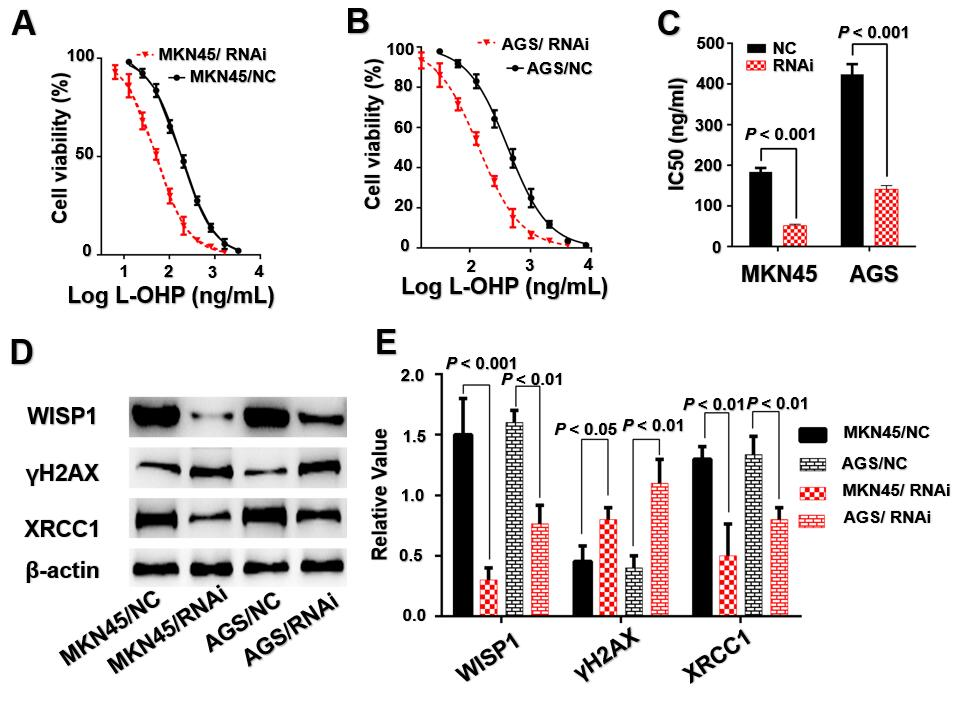 A
MKN45/ RNAi
MKN45/NC
Cell viability (%)
100
50
0
1 2 3 4
Log L-OHP (ng/mL)
B
AGS/ RNAi
AGS/NC
Cell viability (%)
100
80
60
40
20
0
2 3 4
Log L-OHP (ng/mL)
C
NC
RNAi
P < 0.001
P < 0.001
IC50 (ng/ml)
500
400
300
200
100
0
MKN45 AGS
D
WISP1
γH2AX
XRCC1
β-actin
MKN45/NC
MKN45/RNAi
AGS/NC
AGS/RNAi
E
P < 0.001
P < 0.01
P < 0.05
P < 0.01
P < 0.01
P < 0.01
Relative Value
2.0
1.5
1.0
0.5
0.0
WISP1
γH2AX
XRCC1
MKN45/NC
AGS/NC
MKN45/ RNAi
AGS/ RNAi